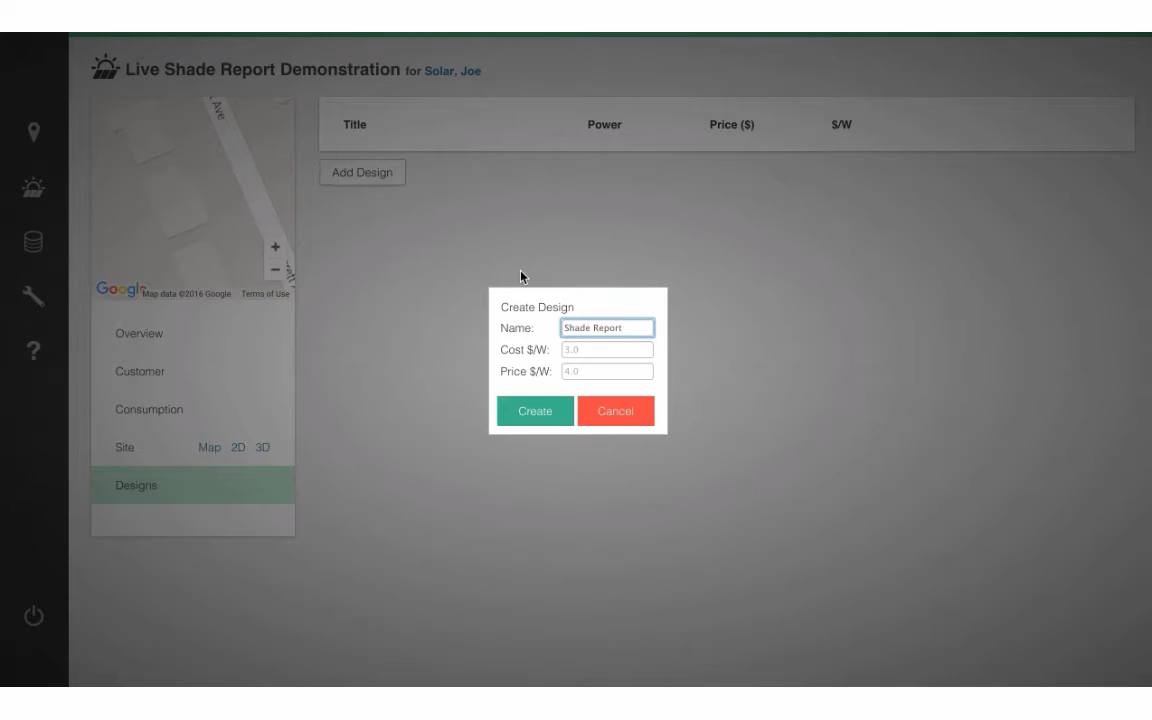 Live Shade Report Demonstration for Solar, Joe
Ave
+
−
Google
Map data ©2016 Google Terms of Use
Overview
Customer
Consumption
Site Map 2D 3D
Designs
Title Power Price ($) $/W
Add Design
Create Design
Name: Shade Report
Cost $/W: 3.0
Price $/W: 4.0
Create Cancel
?